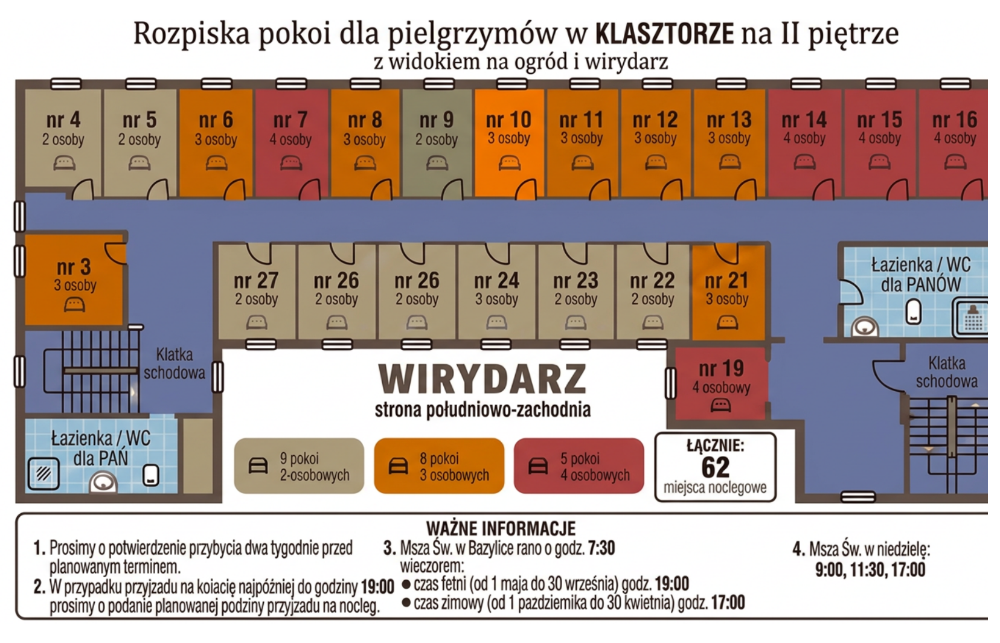 Rozpiska pokoi dla pielgrzymów w KLASZTORZE na II piętrze
z widokiem na ogród i wirydarz
nr 4
2 osoby
nr 5
2 osoby
nr 6
3 osoby
nr 7
4 osoby
nr 8
3 osoby
nr 9
2 osoby
nr 10
3 osoby
nr 11
3 osoby
nr 12
3 osoby
nr 13
3 osoby
nr 14
4 osoby
nr 15
4 osoby
nr 16
4 osoby
nr 3
3 osoby
nr 27
2 osoby
nr 26
2 osoby
nr 26
2 osoby
nr 24
3 osoby
nr 23
2 osoby
nr 22
2 osoby
nr 21
3 osoby
Łazienka / WC
dla PANÓW
Klatka
schodowa
WIRYDARZ
strona południowo-zachodnia
nr 19
4 osobowy
Klatka
schodowa
Łazienka / WC
dla PAŃ
9 pokoi
2-osobowych
8 pokoi
3 osobowych
5 pokoi
4 osobowych
ŁĄCZNIE:
62
miejsca noclegowe
WAŻNE INFORMACJE
1. Prosimy o potwierdzenie przybycia dwa tygodnie przed
planowanym terminem.
2. W przypadku przyjzadu na koiację najpóźniej do godziny 19:00
prosimy o podanie planowanej podziny przyjzadu na nocleg.
3. Msza Św. w Bazylice rano o godz. 7:30
wieczorem:
● czas fetni (od 1 maja do 30 września) godz. 19:00
● czas zimowy (od 1 pazdziernika do 30 kwietnia) godz. 17:00
4. Msza Św. w niedzielę:
9:00, 11:30, 17:00